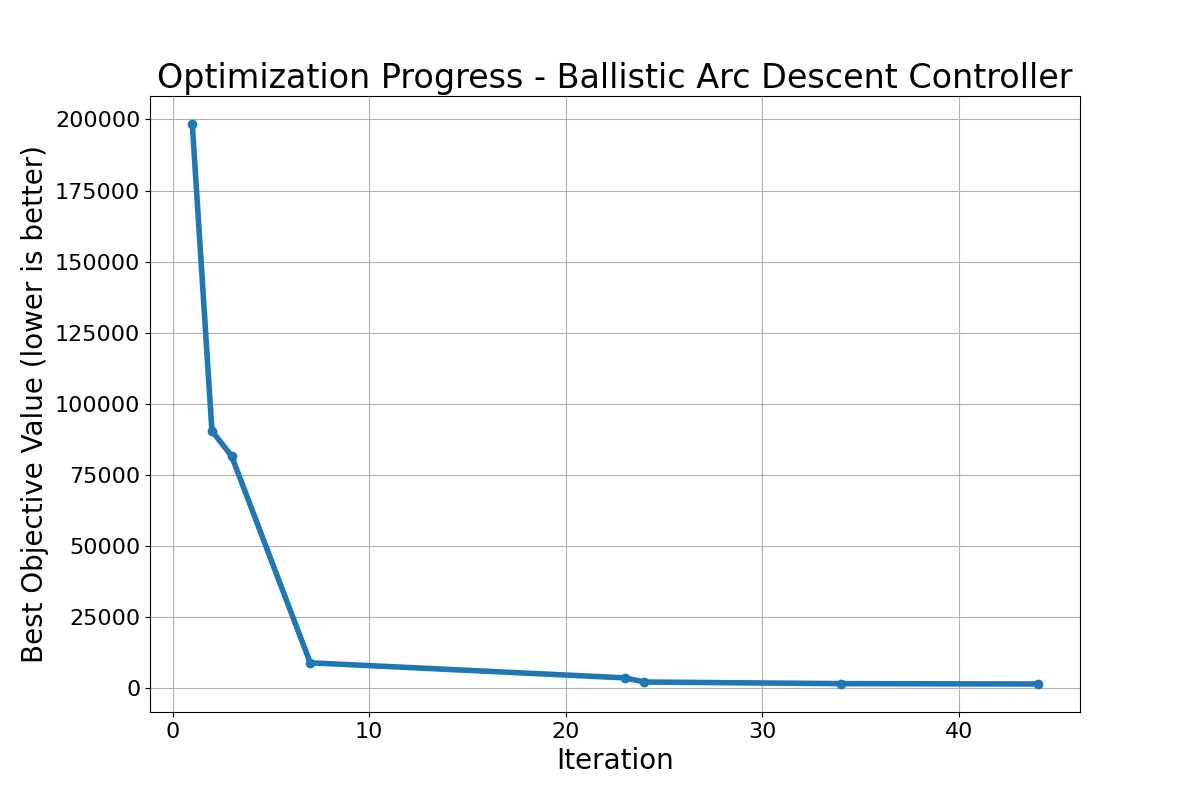 Optimization Progress - Ballistic Arc Descent Controller
Best Objective Value (lower is better)
200000
175000
150000
125000
100000
75000
50000
25000
0
0 10 20 30 40
Iteration